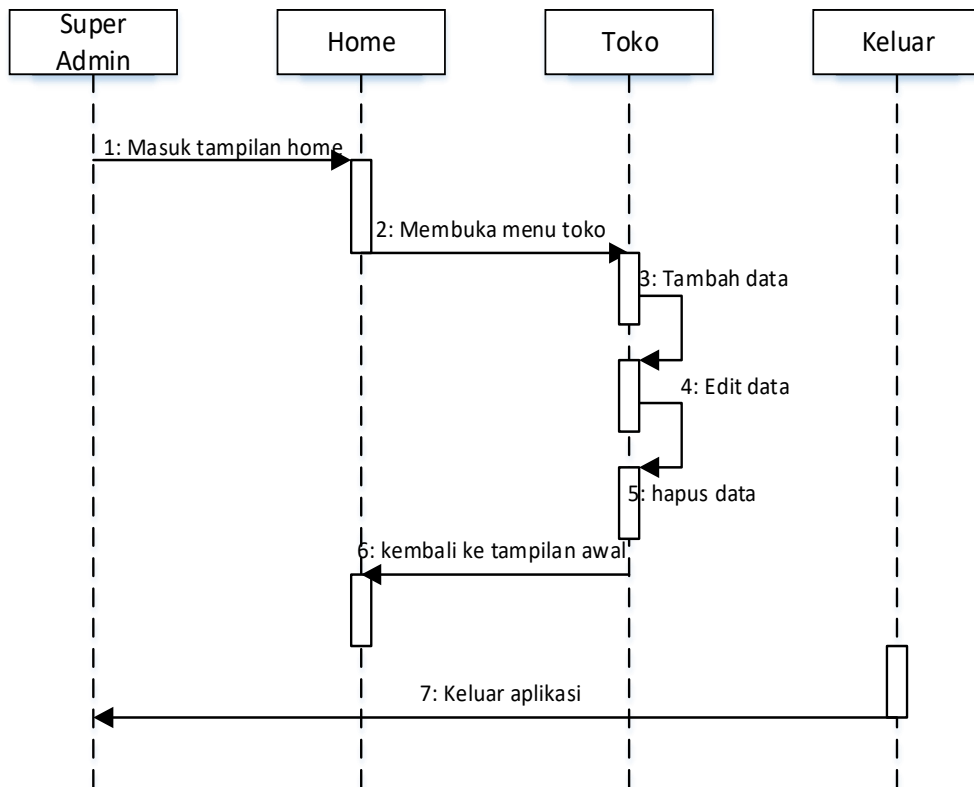 Super
Admin
Home
Toko
Keluar
1: Masuk tampilan home
2: Membuka menu toko
3: Tambah data
4: Edit data
5: hapus data
6: kembali ke tampilan awal
7: Keluar aplikasi